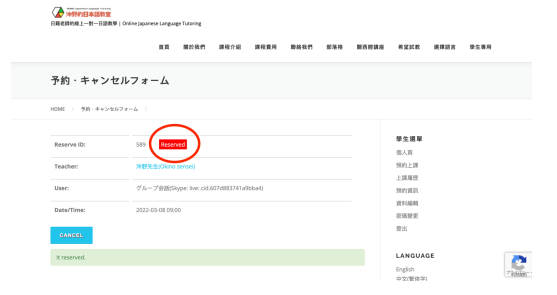 沖野的日本語教室
日籍老師的線上一對一日語教學 | Online Japanese Language Tutoring
首頁 關於我們 課程介紹 課程費用 聯絡我們 部落格 關西腔講座 希望試教 選擇語言 學生專用
予約・キャンセルフォーム
HOME > 予約・キャンセルフォーム >
Reserve ID: 589 Reserved
Teacher: 沖野先生(Okino sensei)
User: グループ会話(Skype: live:.cid.607d883741a9bba4)
Date/Time: 2022-03-08 09:00
CANCEL
It reserved.
學生選單
個人頁
預約上課
上課履歷
預約資訊
資料編輯
密碼變更
登出
LANGUAGE
English
中文(繁体字)